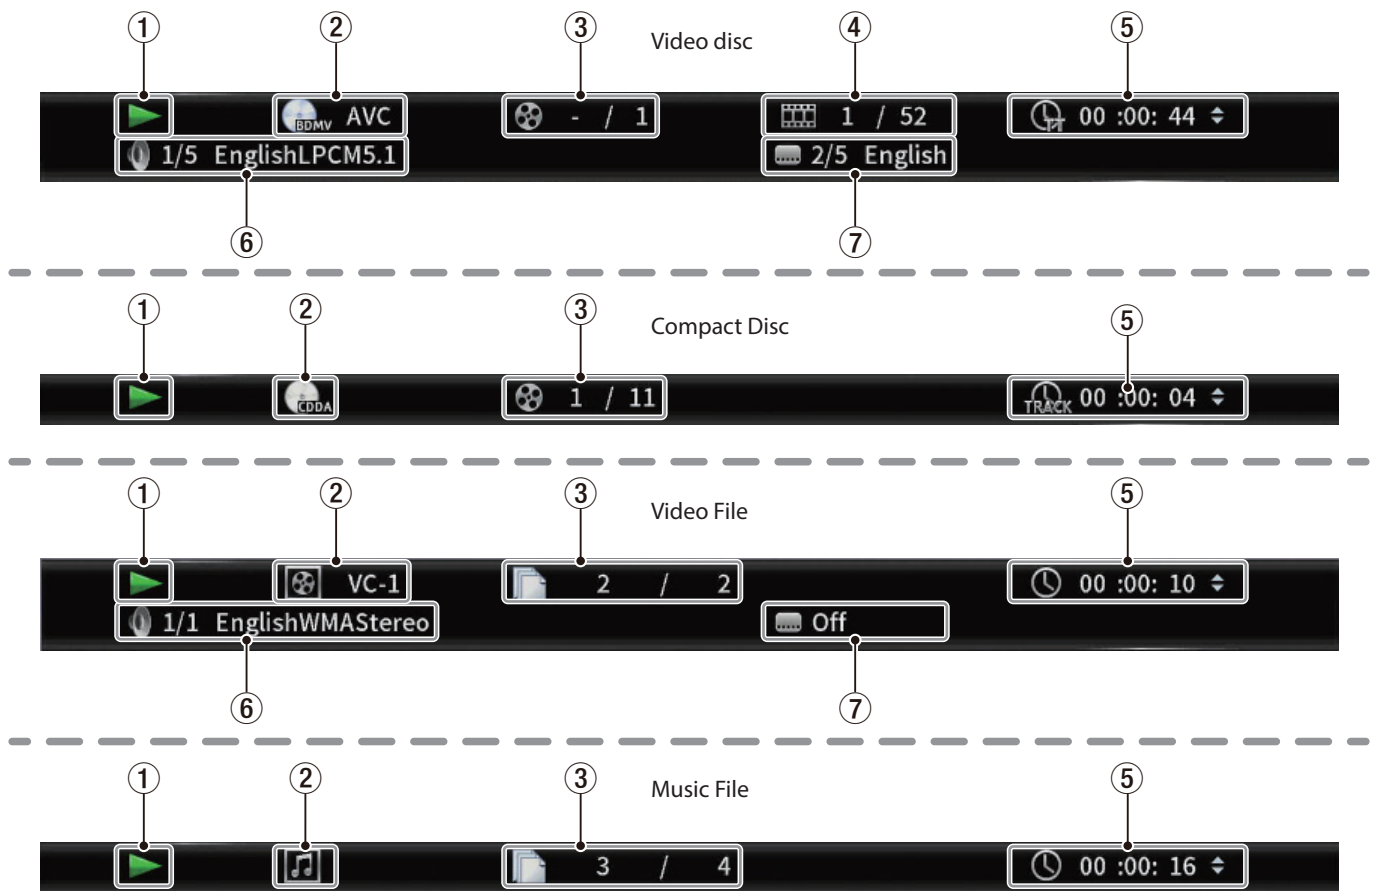 ① ② ③ Video disc ④ ⑤
BDMV AVC - / 1 1 / 52 TT 00 :00: 44
1/5 EnglishLPCM5.1 2/5 English
⑥ ⑦
① ② ③ Compact Disc ⑤
CDDA 1 / 11 TRACK 00 :00: 04
① ② ③ Video File ⑤
VC-1 2 / 2 00 :00: 10
1/1 EnglishWMAStereo Off
⑥ ⑦
① ② ③ Music File ⑤
3 / 4 00 :00: 16